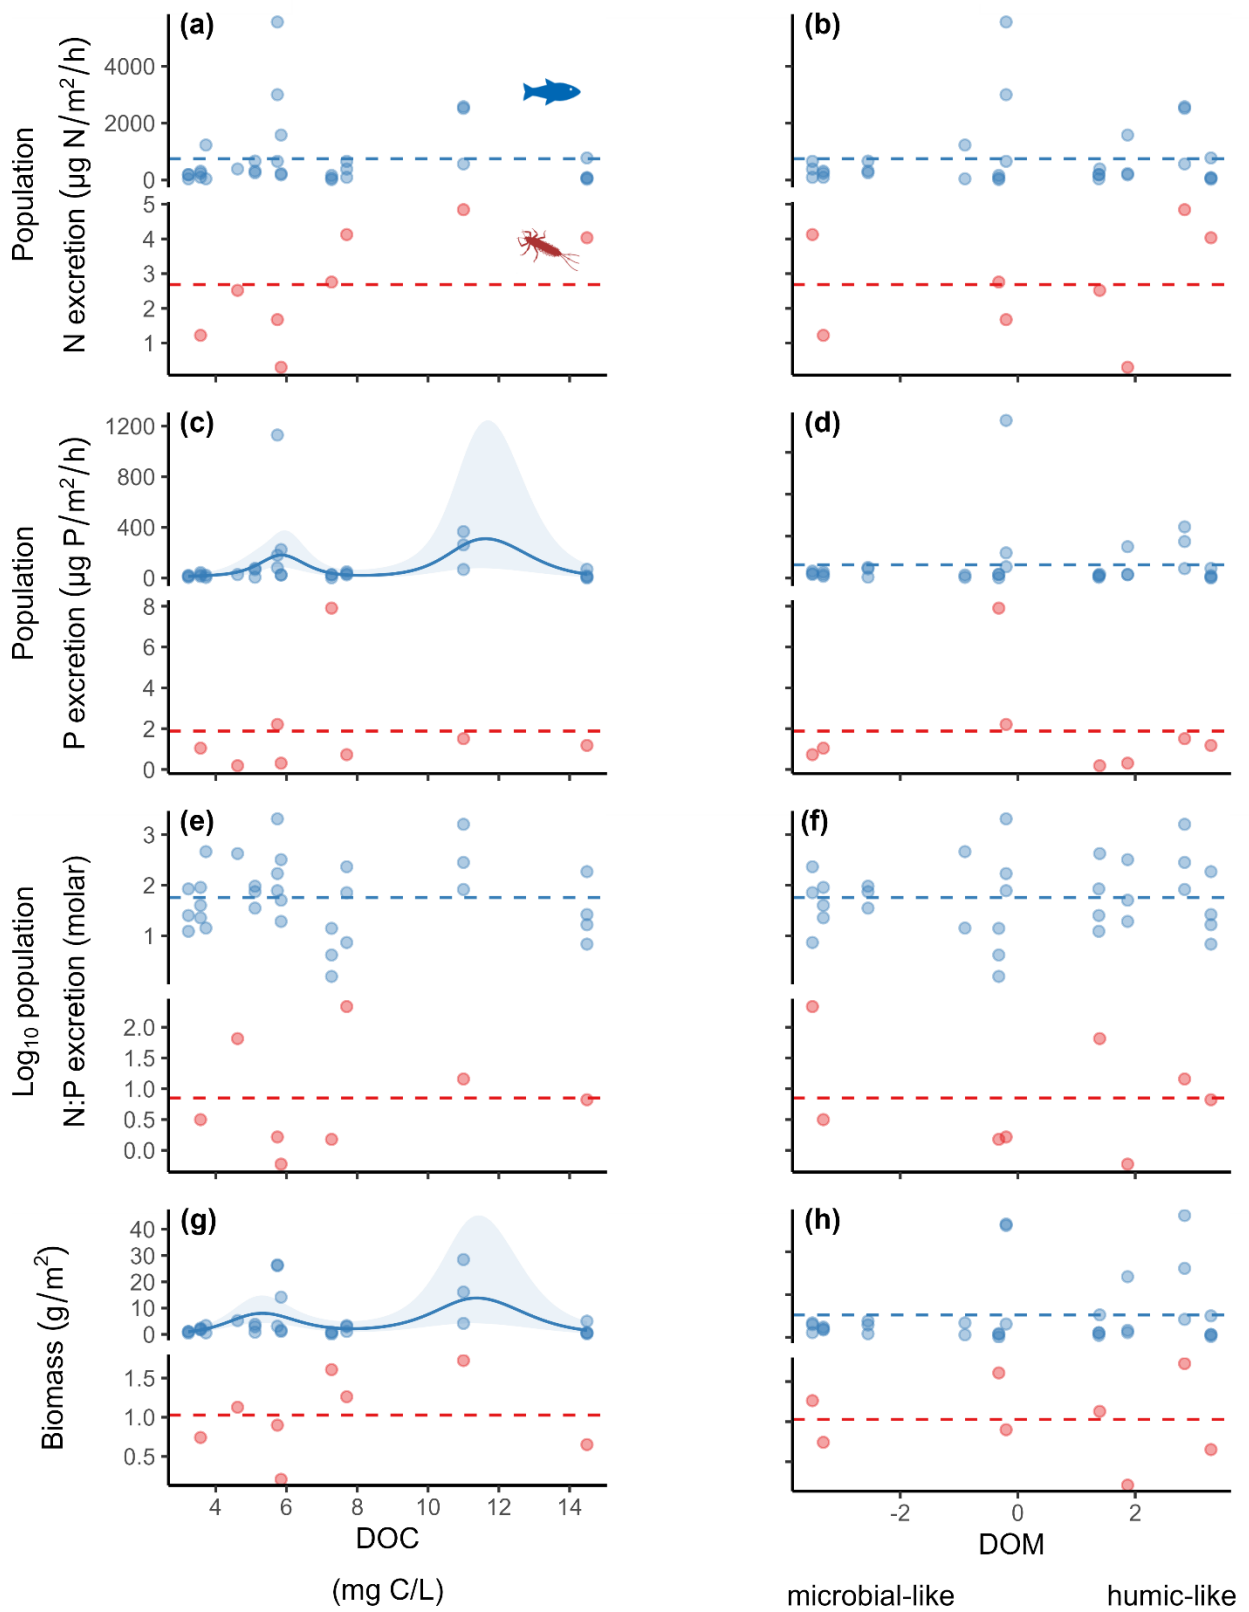 (a)
(b)
Population
N excretion (μg N/m²/h)
4000
2000
0
5
4
3
2
1
(c)
(d)
Population
P excretion (μg P/m²/h)
1200
800
400
0
8
6
4
2
0
(e)
(f)
Log₁₀ population
N:P excretion (molar)
3
2
1
2.0
1.5
1.0
0.5
0.0
(g)
(h)
Biomass (g/m²)
40
30
20
10
0
1.5
1.0
0.5
4 6 8 10 12 14
-2 0 2
DOC
DOM
(mg C/L)
microbial-like humic-like